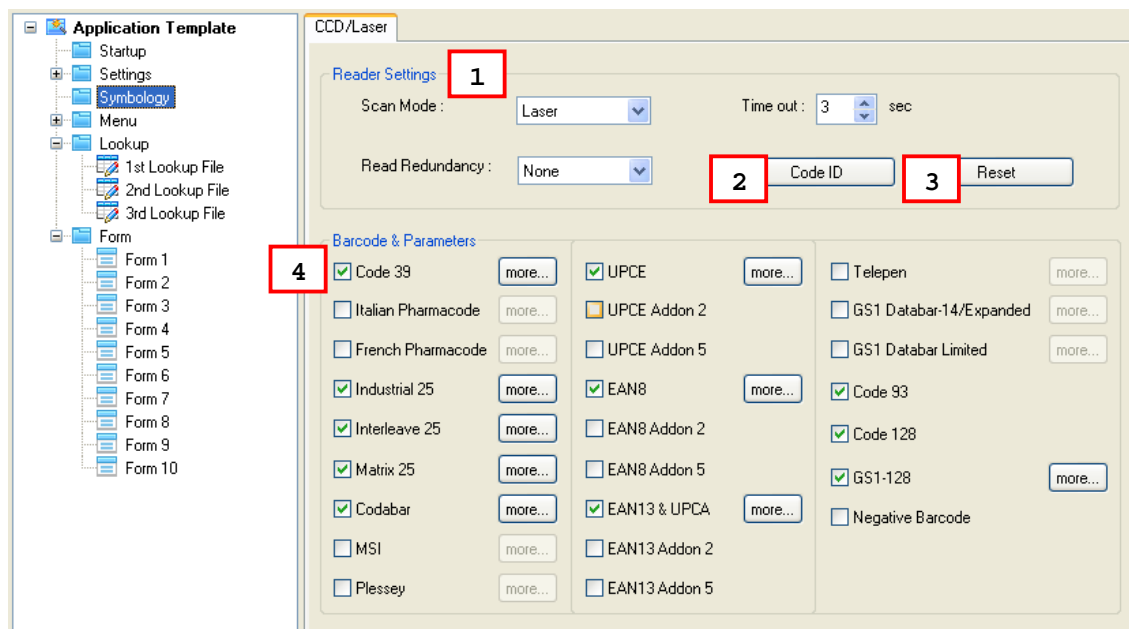 Application Template
Startup
Settings
Symbology
Menu
Lookup
1st Lookup File
2nd Lookup File
3rd Lookup File
Form
Form 1
Form 2
Form 3
Form 4
Form 5
Form 6
Form 7
Form 8
Form 9
Form 10
CCD/Laser
Reader Settings 1
Scan Mode : Laser Time out : 3 sec
Read Redundancy : None 2 Code ID 3 Reset
Barcode & Parameters
4 Code 39 more... UPCE more... Telepen more...
Italian Pharmacode more... UPCE Addon 2 GS1 Databar-14/Expanded more...
French Pharmacode more... UPCE Addon 5 GS1 Databar Limited more...
Industrial 25 more... EAN8 more... Code 93
Interleave 25 more... EAN8 Addon 2 Code 128
Matrix 25 more... EAN8 Addon 5 GS1-128 more...
Codabar more... EAN13 & UPCA more... Negative Barcode
MSI more... EAN13 Addon 2
Plessey more... EAN13 Addon 5